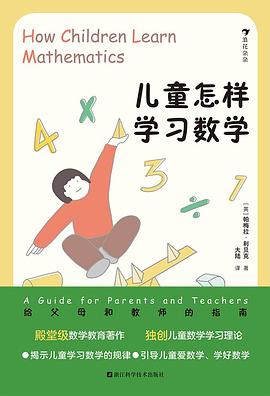 How Children Learn
Mathematics
浪花朵朵
儿童怎样
学习数学
4
×
3
1
[英]帕梅拉·利贝克 著
大陆 译
A Guide for Parents and Teachers
给父母和教师的指南
殿堂级数学教育著作 独创儿童数学学习理论
●揭示儿童学习数学的规律●引导儿童爱数学、学好数学
浙江科学技术出版社